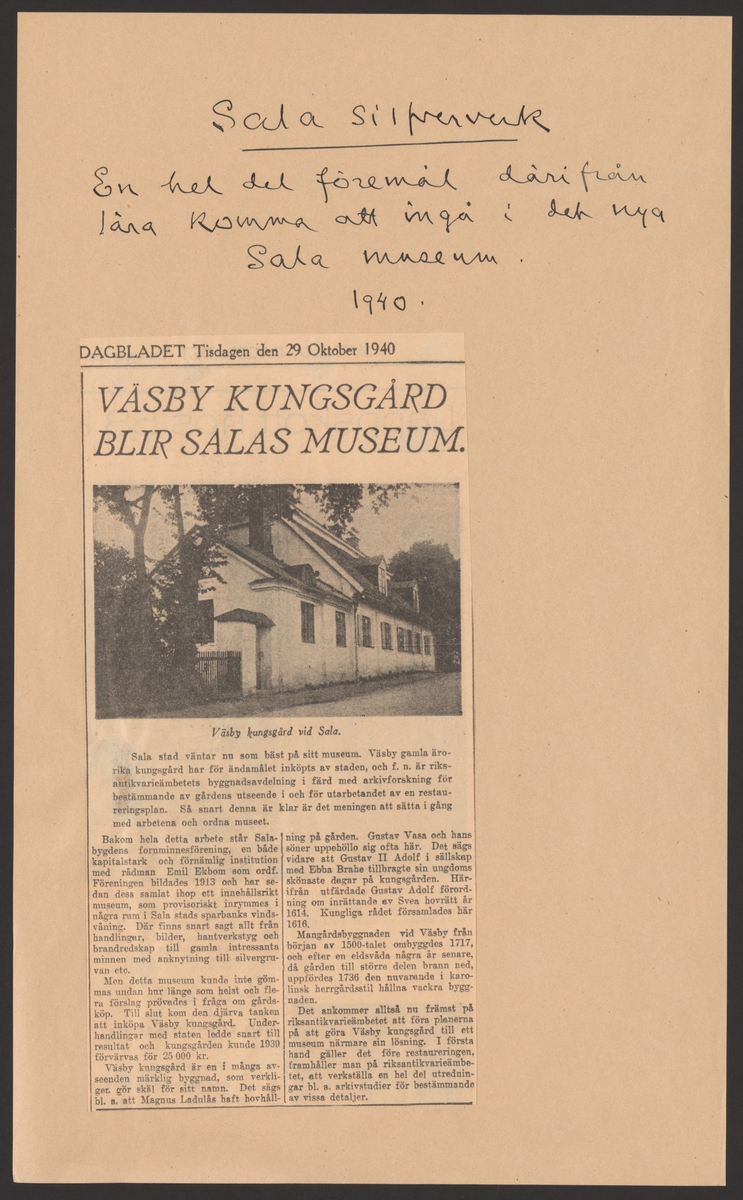 Sala silfververk
En hel del föremål därifrån
lära komma att ingå i det nya
Sala museum.
1940.
DAGBLADET Tisdagen den 29 Oktober 1940
VÄSBY KUNGSGÅRD
BLIR SALAS MUSEUM.
Väsby kungsgård vid Sala.
Sala stad väntar nu som bäst på sitt museum. Väsby gamla äro-
rika kungsgård har för ändamålet inköpts av staden, och f. n. är riks-
antikvarieämbetets byggnadsavdelning i färd med arkivforskning för
bestämmande av gårdens utseende i och för utarbetandet av en restau-
reringsplan. Så snart denna är klar är det meningen att sätta i gång
med arbetena och ordna museet.
Bakom hela detta arbete står Sala-
bygdens fornminnesförening, en både
kapitalstark och förnämlig institution
med rådman Emil Ekbom som ordf.
Föreningen bildades 1913 och har se-
dan dess samlat ihop ett innehållsrikt
museum, som provisoriskt inrymmes i
några rum i Sala stads sparbanks vinds-
våning. Där finns snart sagt allt från
handlingar, bilder, hantverkstyg och
brandredskap till gamla intressanta
minnen med anknytning till silvergru-
van etc.
Men detta museum kunde inte göm-
mas undan hur länge som helst och fle-
ra förslag prövades i fråga om gårds-
köp. Till slut kom den djärva tanken
att inköpa Väsby kungsgård. Under-
handlingar med staten ledde snart till
resultat och kungsgården kunde 1939
förvärvas för 25 000 kr.
Väsby kungsgård är en i många av-
seenden märklig byggnad, som verkli-
gen gör skäl för sitt namn. Det sägs
bl. a. att Magnus Ladulås haft hovhåll-
ning på gården. Gustav Vasa och hans
söner uppehöllo sig ofta här. Det sägs
vidare att Gustav II Adolf i sällskap
med Ebba Brahe tillbragte sin ungdoms
skönaste dagar på kungsgården. Här-
ifrån utfärdade Gustav Adolf förord-
ning om inrättande av Svea hovrätt år
1614. Kungliga rådet församlades här
1616.
Mangårdsbyggnaden vid Väsby från
början av 1500-talet ombyggdes 1717,
och efter en eldsvåda några år senare,
då gården till större delen brann ned,
uppfördes 1736 den nuvarande i karo-
linsk herrgårdsstil hållna vackra bygg-
naden.
Det ankommer alltså nu främst på
riksantikvarieämbetet att föra planerna
på att göra Väsby kungsgård till ett
museum närmare sin lösning. I första
hand gäller det före restaureringen,
framhåller man på riksantikvarieämbe-
tet, att verkställa en hel del utrednin-
gar bl. a. arkivstudier för bestämmande
av vissa detaljer.